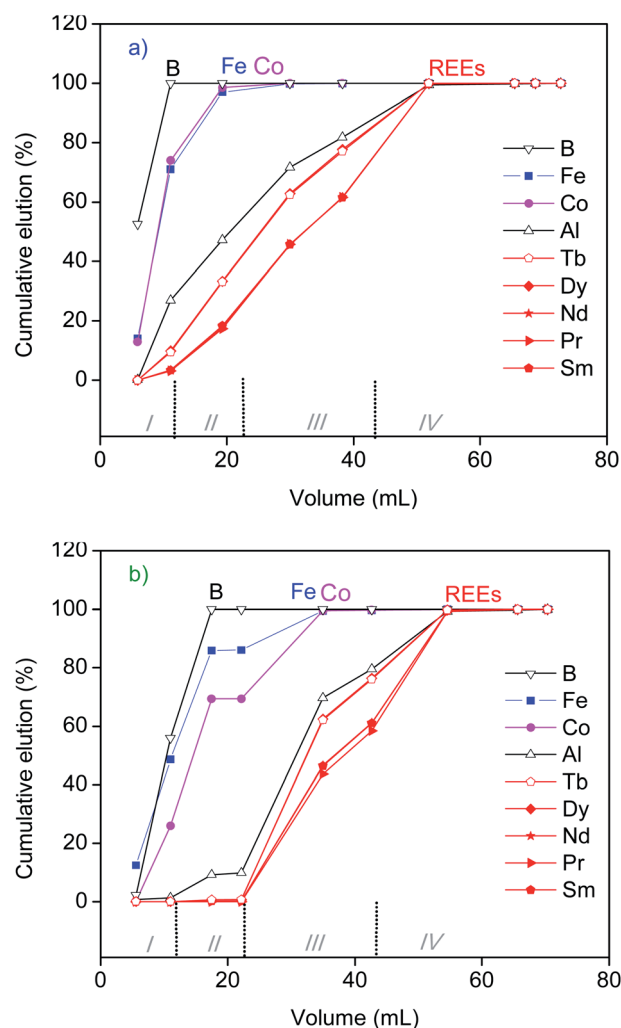 120
a)
B Fe Co REEs
100
80
60
40
20
0
Cumulative elution (%)
B
Fe
Co
Al
Tb
Dy
Nd
Pr
Sm
I II III IV
0 20 40 60 80
Volume (mL)
120
b)
B Fe Co REEs
100
80
60
40
20
0
Cumulative elution (%)
B
Fe
Co
Al
Tb
Dy
Nd
Pr
Sm
I II III IV
0 20 40 60 80
Volume (mL)